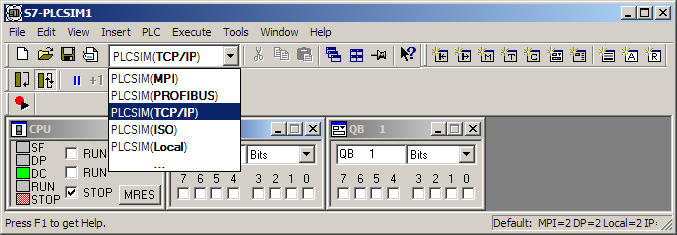 S7-PLCSIM1
File Edit View Insert PLC Execute Tools Window Help
PLCSIM(TCP/IP)
+1
PLCSIM(MPI)
PLCSIM(PROFIBUS)
PLCSIM(TCP/IP)
PLCSIM(ISO)
PLCSIM(Local)
...
CPU
SF
DP
DC
RUN
STOP
RUN
RUN
STOP
MRES
Bits
7 6 5 4 3 2 1 0
QB 1
QB 1
Bits
7 6 5 4 3 2 1 0
Press F1 to get Help.
Default: MPI=2 DP=2 Local=2 IP=